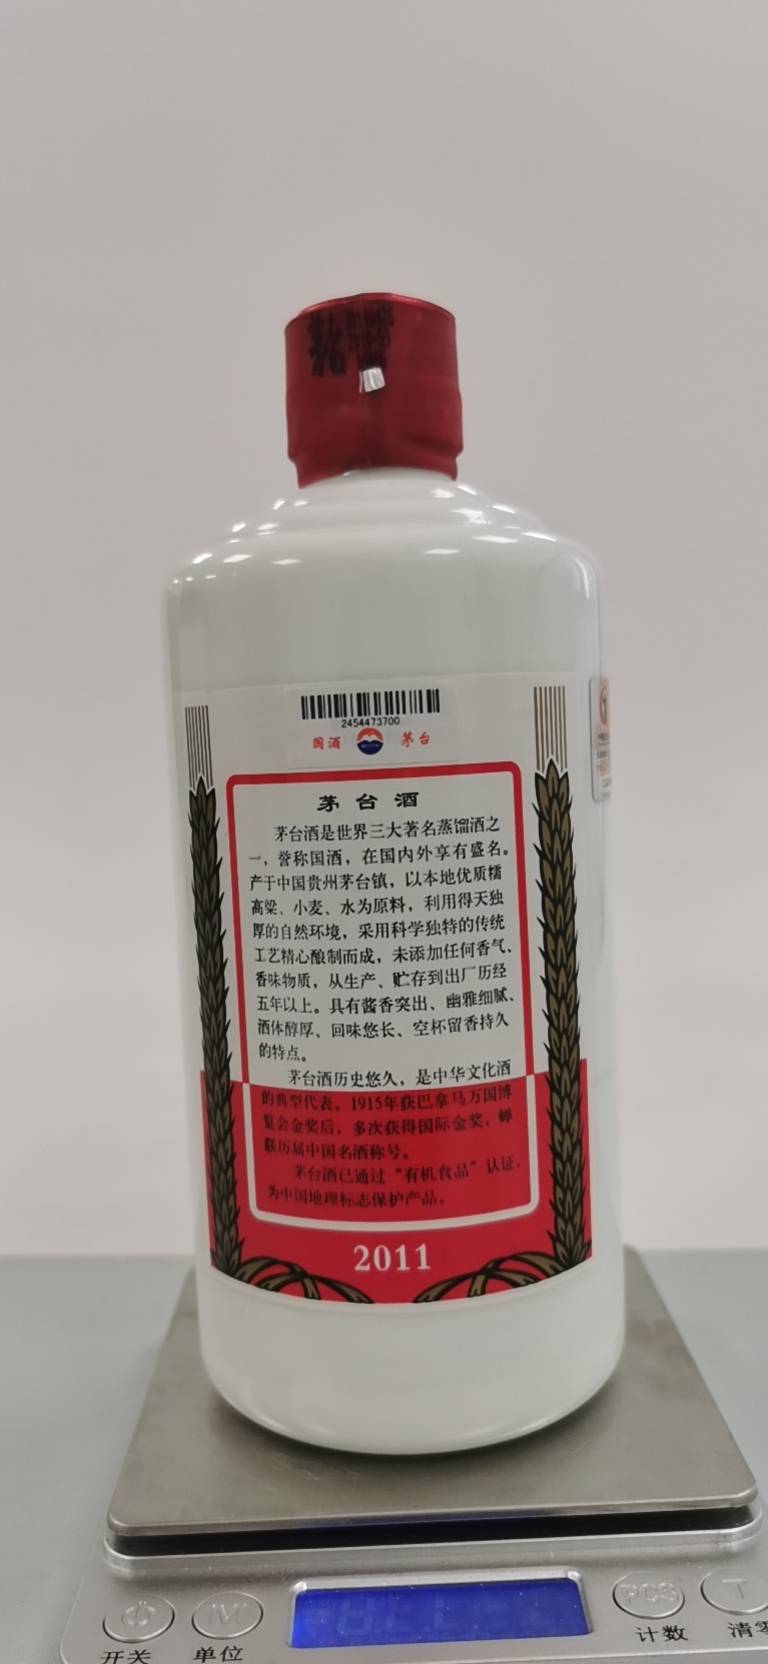 茅
2454473700
国酒 茅台
茅台酒
茅台酒是世界三大著名蒸馏酒之
一，誉称国酒，在国内外享有盛名。
产于中国贵州茅台镇，以本地优质糯
高粱、小麦、水为原料，利用得天独
厚的自然环境，采用科学独特的传统
工艺精心酿制而成，未添加任何香气、
香味物质，从生产、贮存到出厂历经
五年以上。具有酱香突出、幽雅细腻、
酒体醇厚、回味悠长、空杯留香持久
的特点。
茅台酒历史悠久，是中华文化酒
的典型代表。1915年获巴拿马万国博
览会金奖后，多次获得国际金奖，蝉
联历届中国名酒称号。
茅台酒已通过“有机食品”认证，
为中国地理标志保护产品。
2011
M PCS T
开关 单位 计数 清零